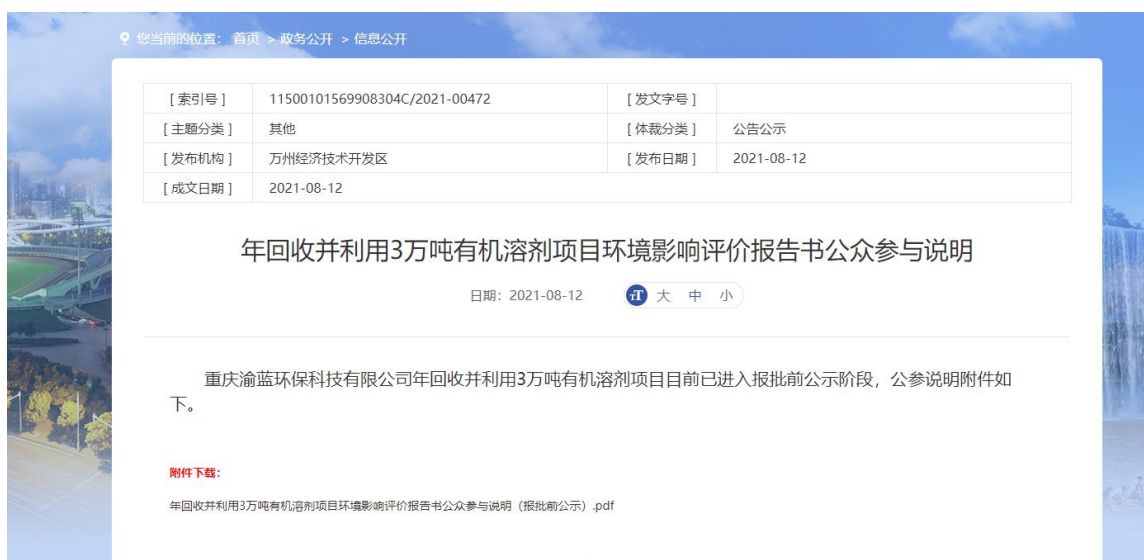 您当前的位置： 首页 > 政务公开 > 信息公开
[ 索引号 ] 11500101569908304C/2021-00472 [ 发文字号 ]
[ 主题分类 ] 其他 [ 体裁分类 ] 公告公示
[ 发布机构 ] 万州经济技术开发区 [ 发布日期 ] 2021-08-12
[ 成文日期 ] 2021-08-12
年回收并利用3万吨有机溶剂项目环境影响评价报告书公众参与说明
日期：2021-08-12 大 中 小
重庆渝蓝环保科技有限公司年回收并利用3万吨有机溶剂项目目前已进入报批前公示阶段，公参说明附件如
下。
附件下载：
年回收并利用3万吨有机溶剂项目环境影响评价报告书公众参与说明（报批前公示）.pdf